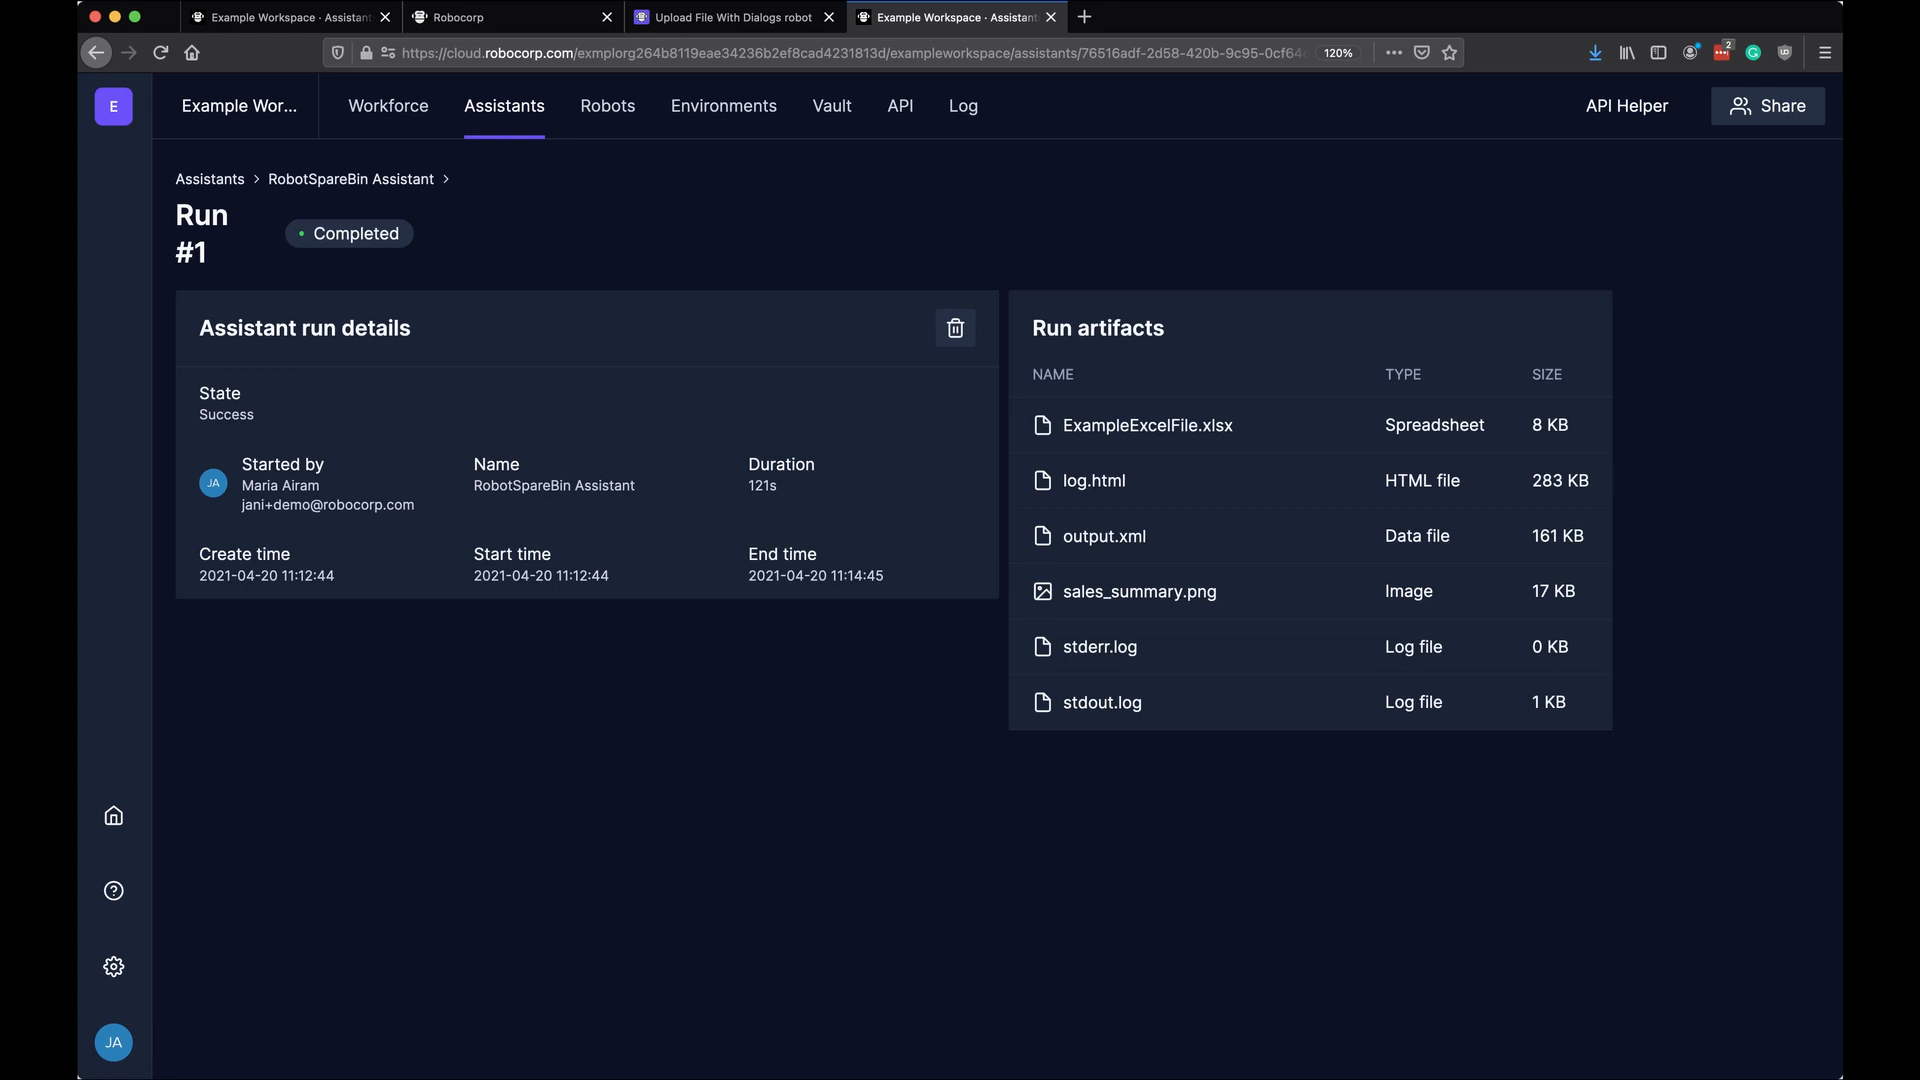 Example Workspace · Assistant
Robocorp
Upload File With Dialogs robot
Example Workspace · Assistant
https://cloud.robocorp.com/exmplorg264b8119eae34236b2ef8cad4231813d/exampleworkspace/assistants/76516adf-2d58-420b-9c95-0cf64
120%
2
E
Example Wor...
Workforce
Assistants
Robots
Environments
Vault
API
Log
API Helper
Share
Assistants > RobotSpareBin Assistant >
Run
#1
Completed
Assistant run details
State
Success
JA
Started by
Maria Airam
jani+demo@robocorp.com
Name
RobotSpareBin Assistant
Duration
121s
Create time
2021-04-20 11:12:44
Start time
2021-04-20 11:12:44
End time
2021-04-20 11:14:45
Run artifacts
NAME TYPE SIZE
ExampleExcelFile.xlsx Spreadsheet 8 KB
log.html HTML file 283 KB
output.xml Data file 161 KB
sales_summary.png Image 17 KB
stderr.log Log file 0 KB
stdout.log Log file 1 KB
JA